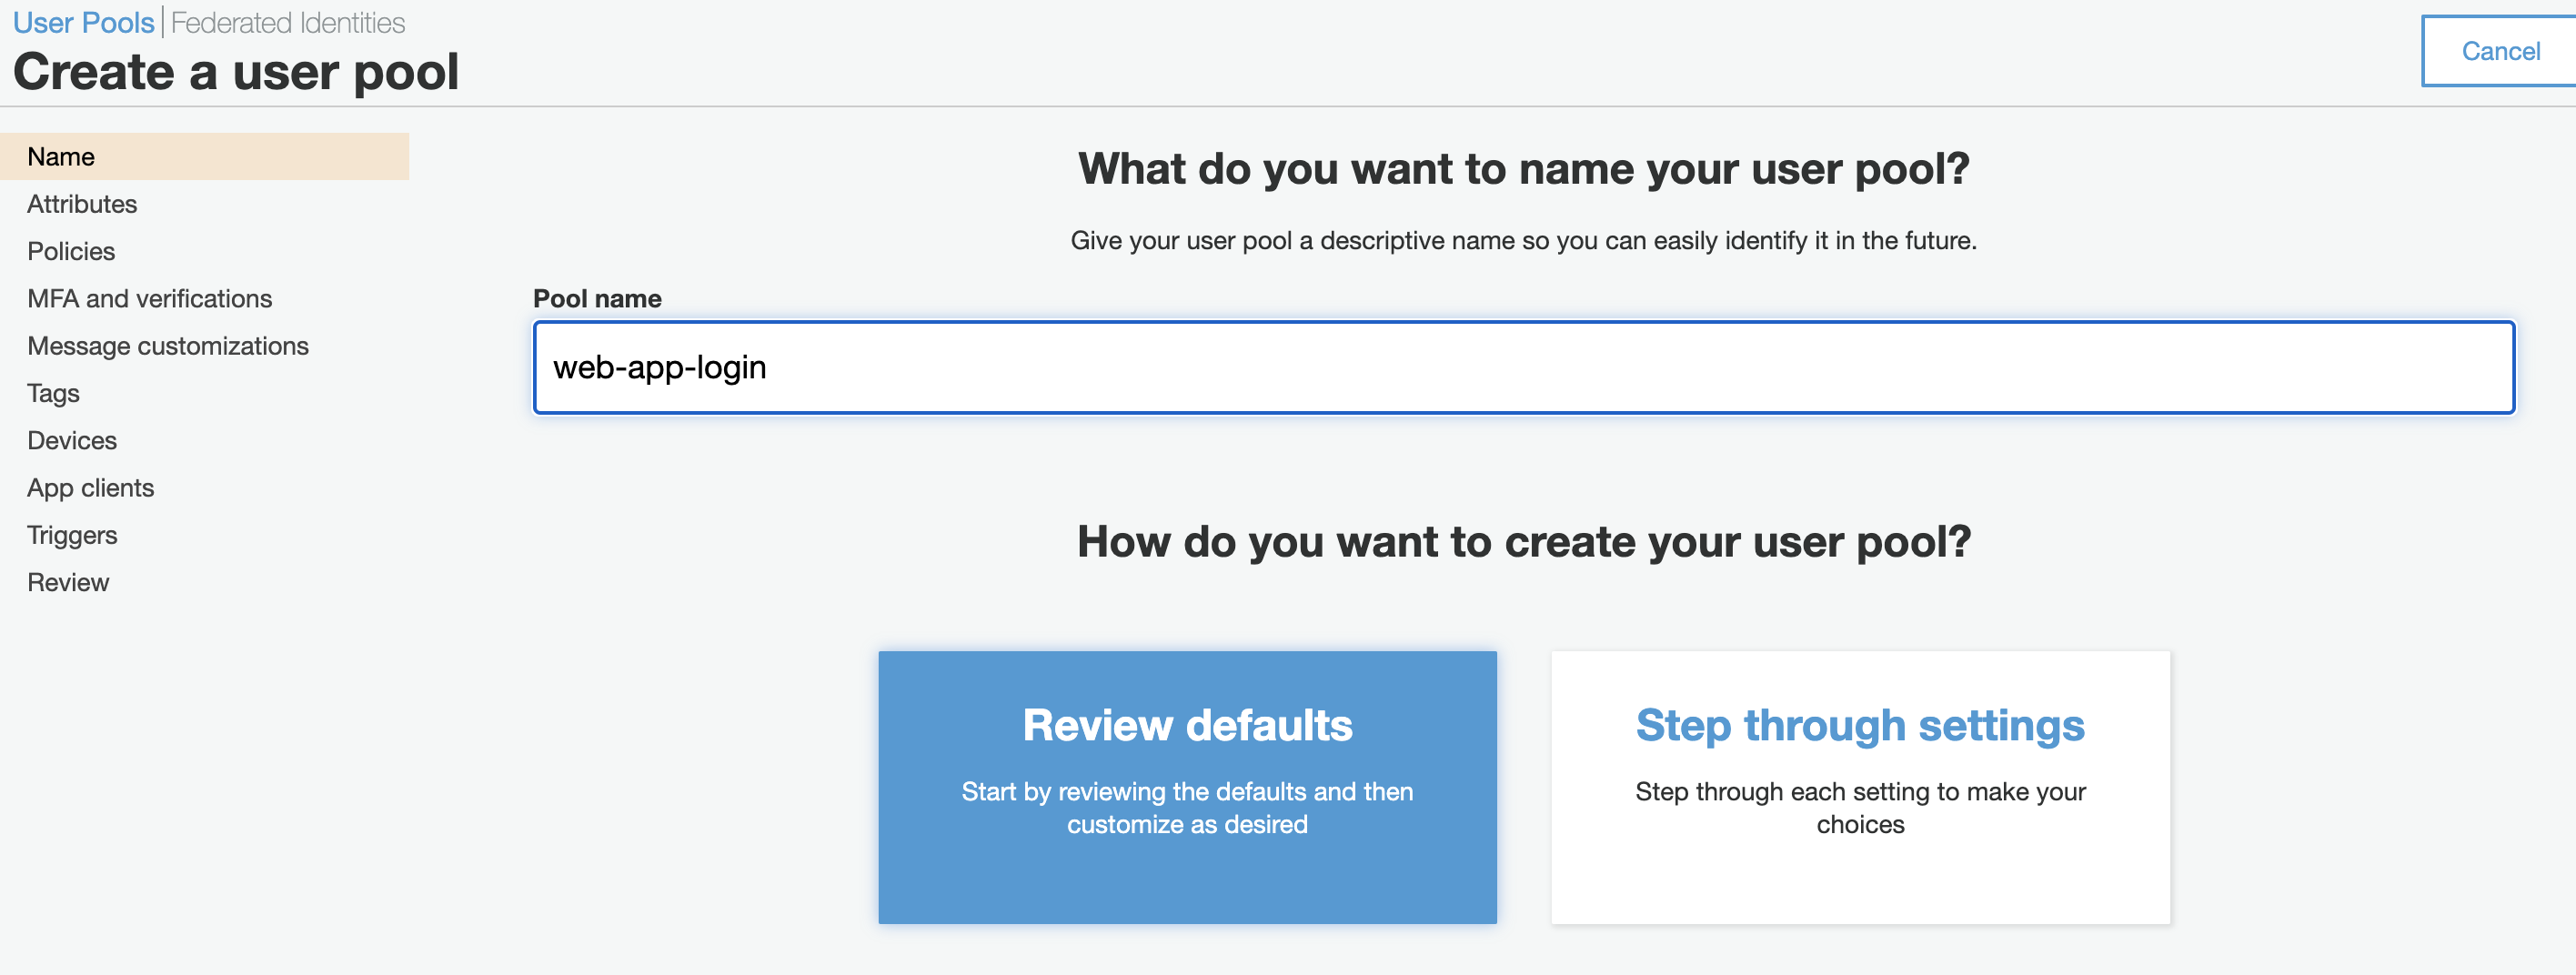 User Pools | Federated Identities
Create a user pool
Cancel
Name
Attributes
Policies
MFA and verifications
Message customizations
Tags
Devices
App clients
Triggers
Review
What do you want to name your user pool?
Give your user pool a descriptive name so you can easily identify it in the future.
Pool name
web-app-login
How do you want to create your user pool?
Review defaults
Start by reviewing the defaults and then
customize as desired
Step through settings
Step through each setting to make your
choices